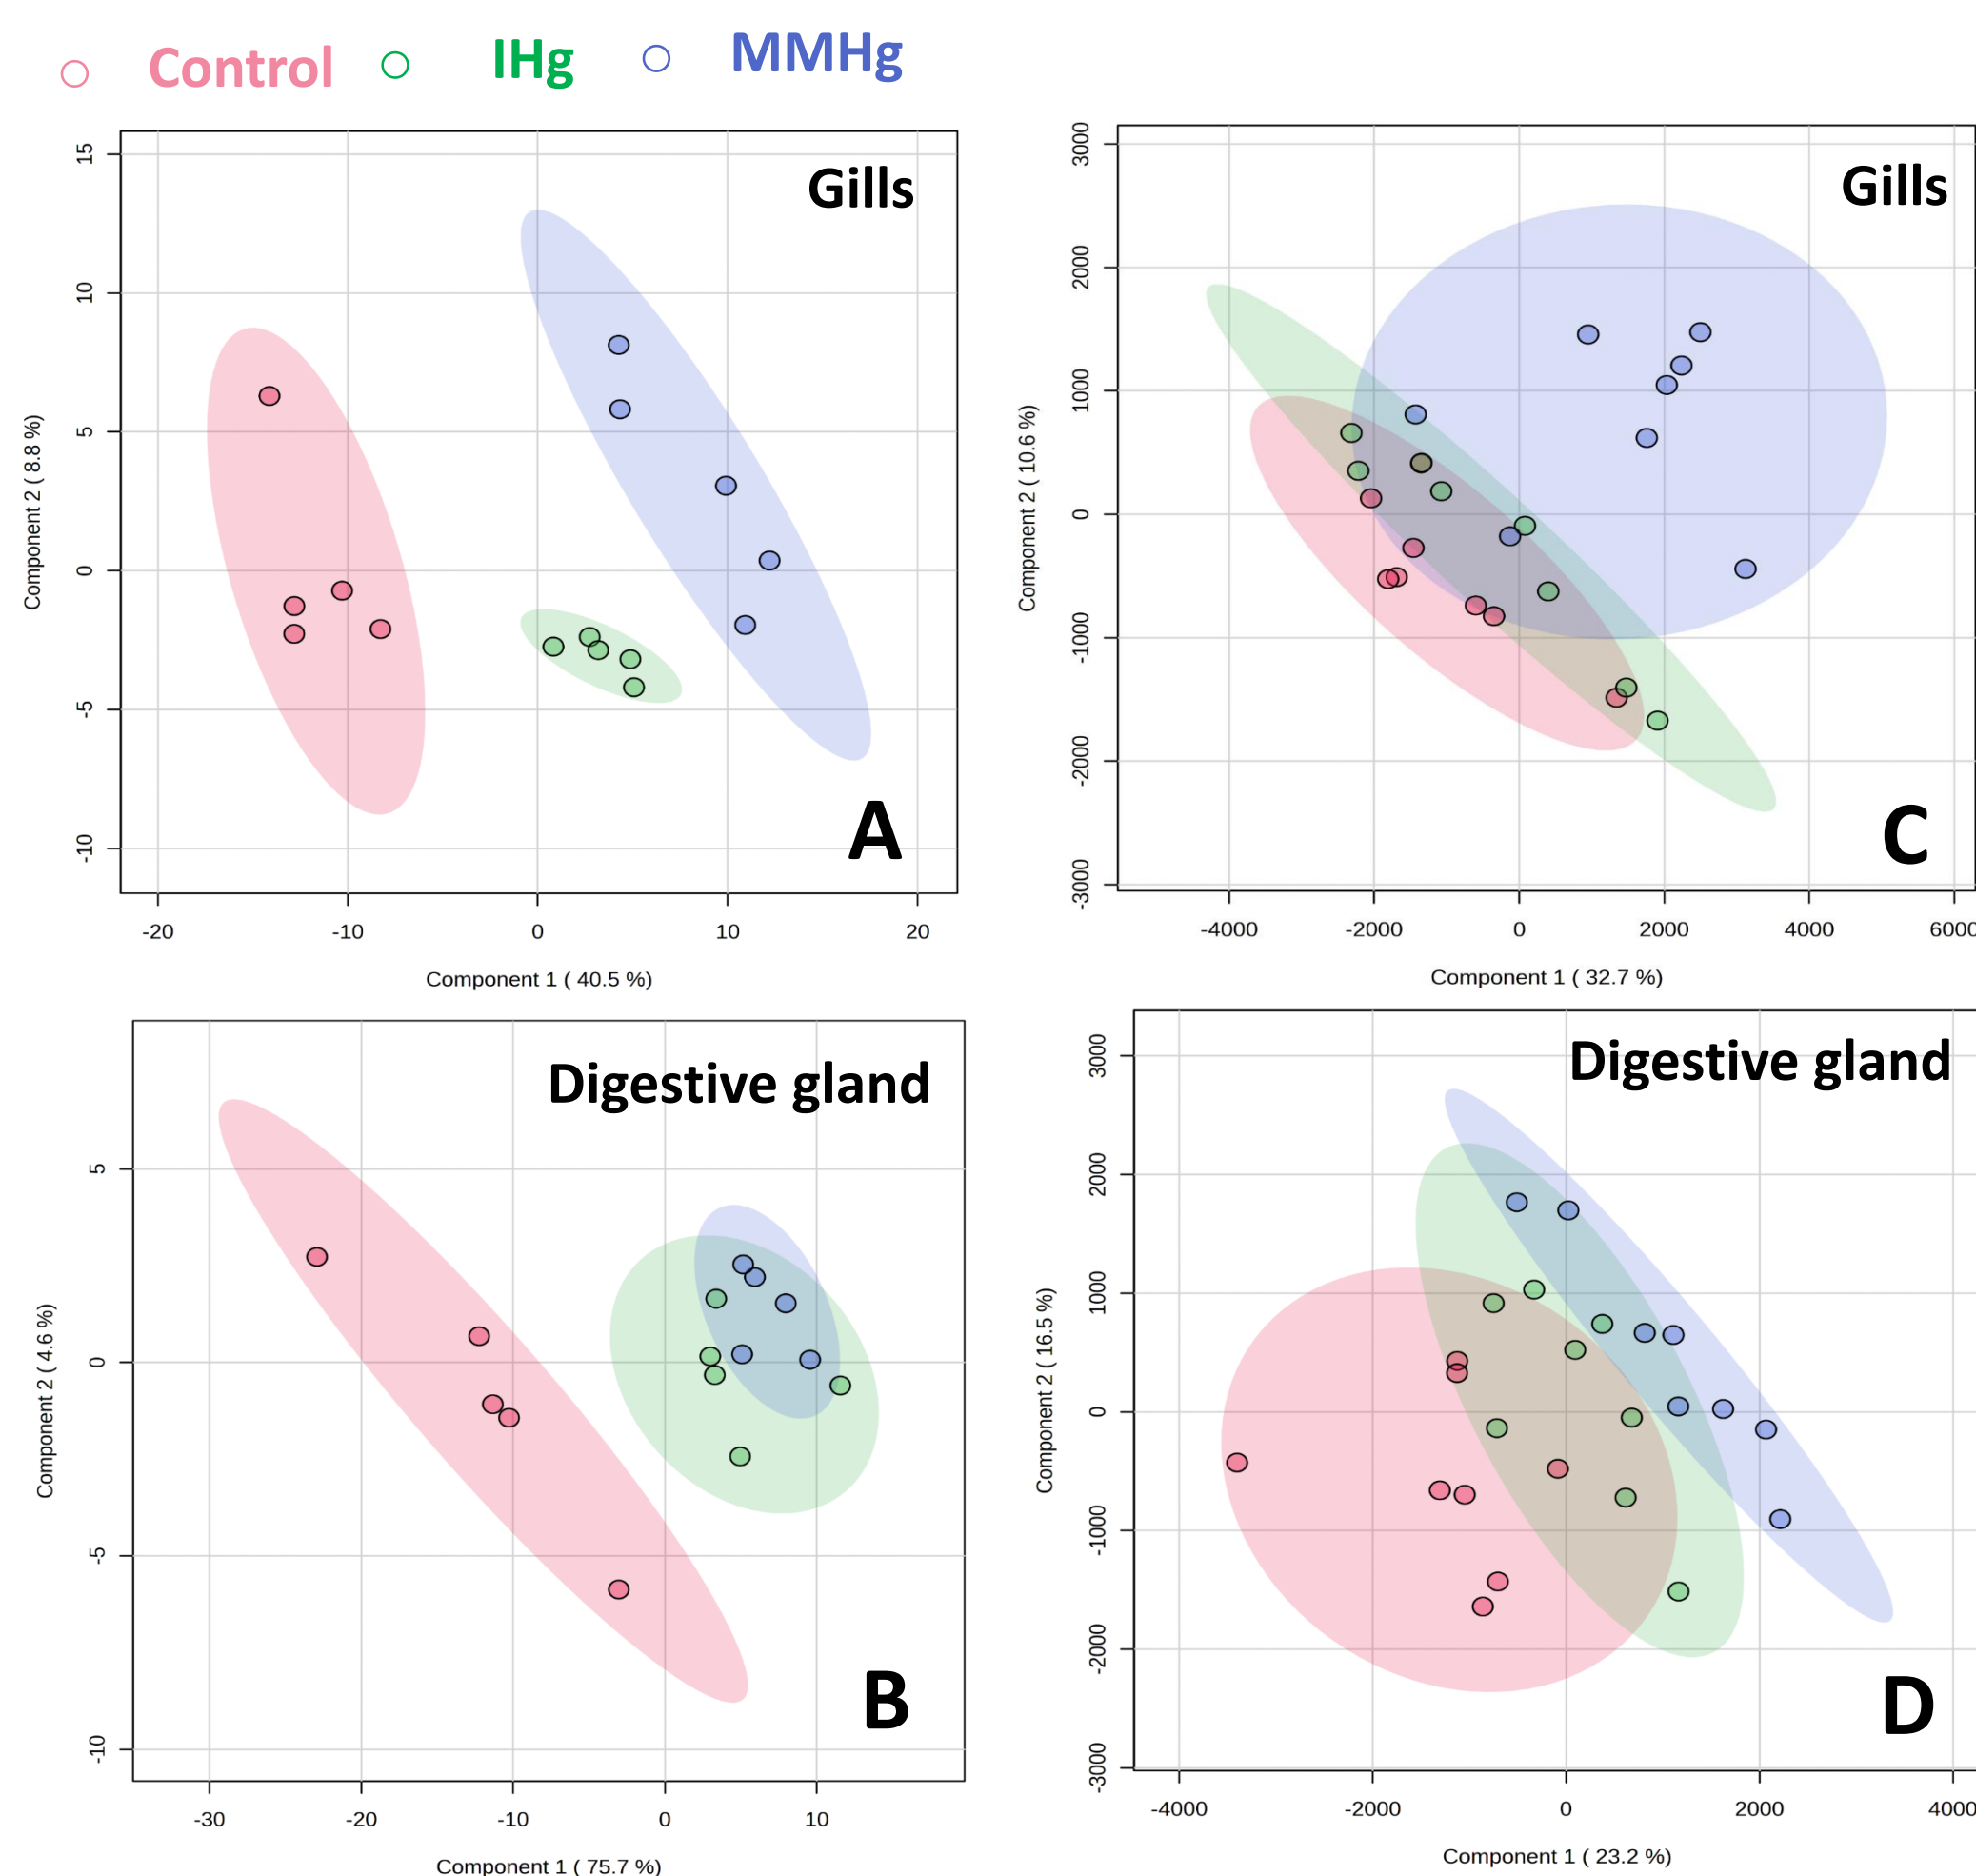 Control IHg MMHg
Gills
A
15
10
5
0
-5
-10
Component 2 ( 8.8 %)
-20 -10 0 10 20
Component 1 ( 40.5 %)
Gills
C
3000
2000
1000
0
-1000
-2000
-3000
Component 2 ( 10.6 %)
-4000 -2000 0 2000 4000 6000
Component 1 ( 32.7 %)
Digestive gland
B
5
0
-5
-10
Component 2 ( 4.6 %)
-30 -20 -10 0 10
Component 1 ( 75.7 %)
Digestive gland
D
3000
2000
1000
0
-1000
-2000
-3000
Component 2 ( 16.5 %)
-4000 -2000 0 2000 4000
Component 1 ( 23.2 %)